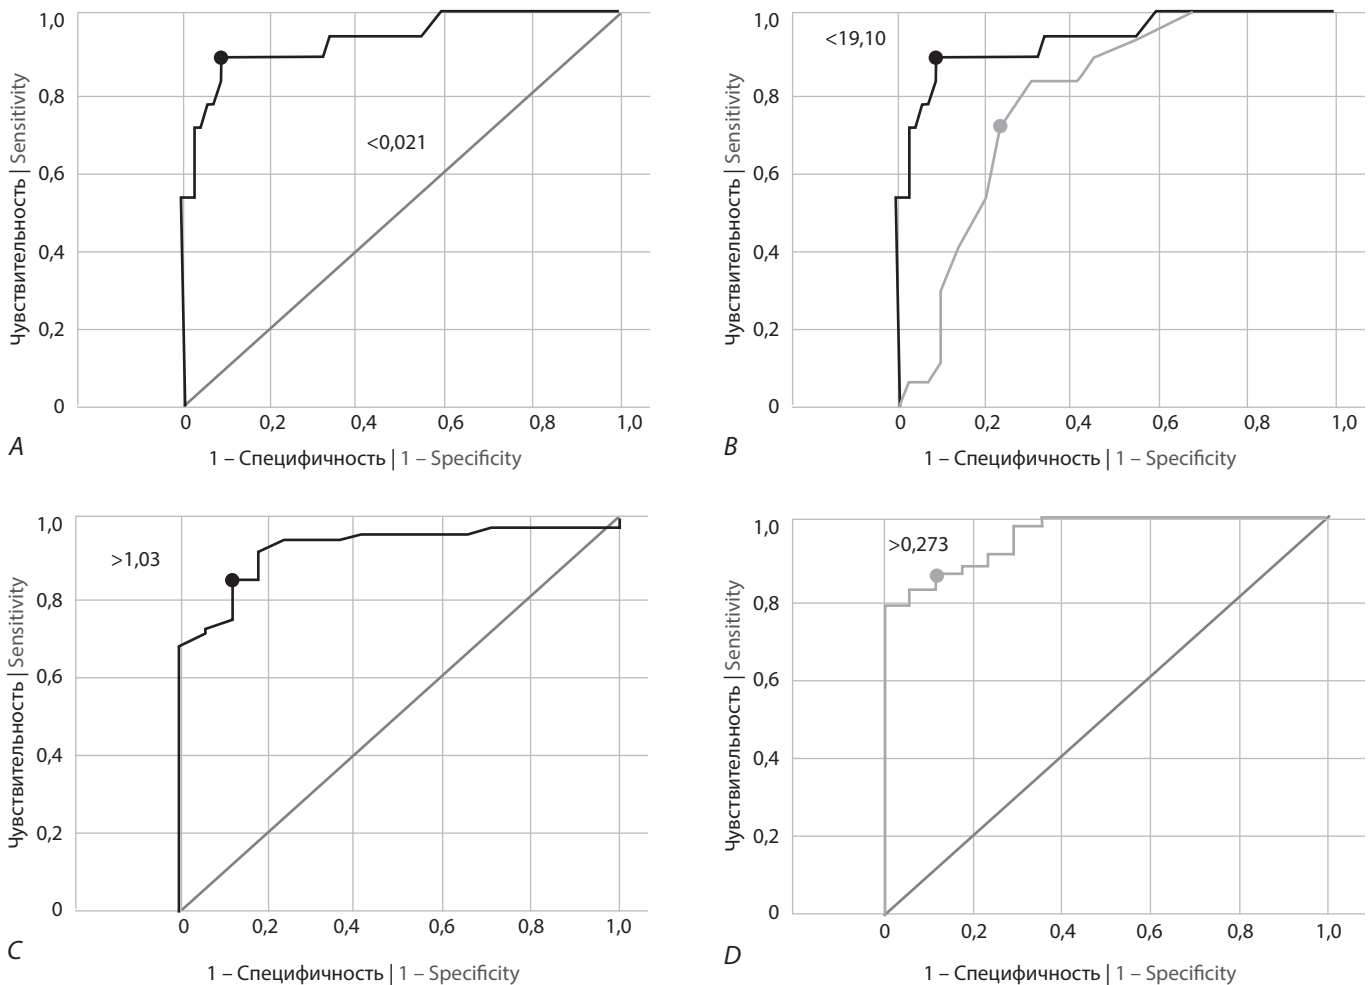 Чувствительность | Sensitivity
1,0
0,8
0,6
0,4
0,2
0
<0,021
0 0,2 0,4 0,6 0,8 1,0
A
1 – Специфичность | 1 – Specificity
Чувствительность | Sensitivity
1,0
0,8
0,6
0,4
0,2
0
<19,10
0 0,2 0,4 0,6 0,8 1,0
B
1 – Специфичность | 1 – Specificity
Чувствительность | Sensitivity
1,0
0,8
0,6
0,4
0,2
0
>1,03
0 0,2 0,4 0,6 0,8 1,0
C
1 – Специфичность | 1 – Specificity
Чувствительность | Sensitivity
1,0
0,8
0,6
0,4
0,2
0
>0,273
0 0,2 0,4 0,6 0,8 1,0
D
1 – Специфичность | 1 – Specificity